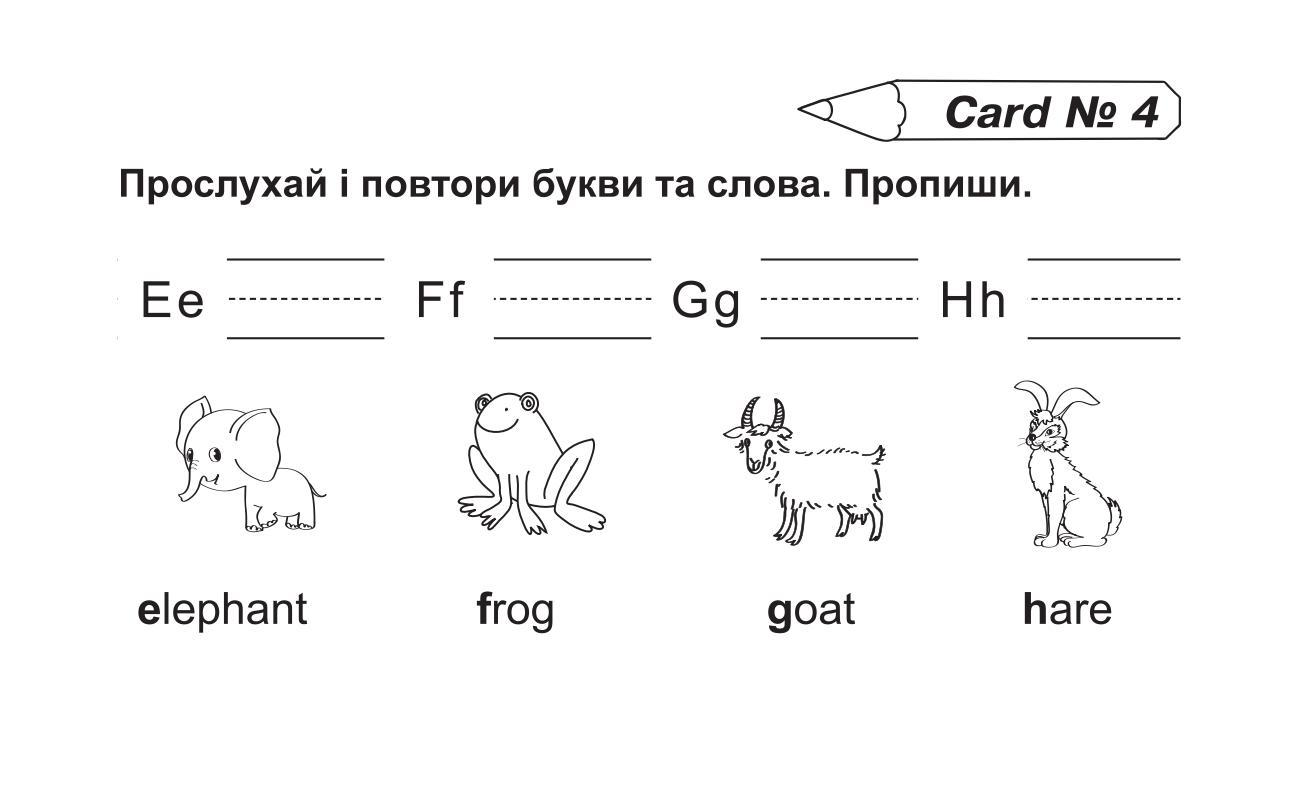 Card № 4
Прослухай і повтори букви та слова. Пропиши.
Ee Ff Gg Hh
elephant frog goat hare